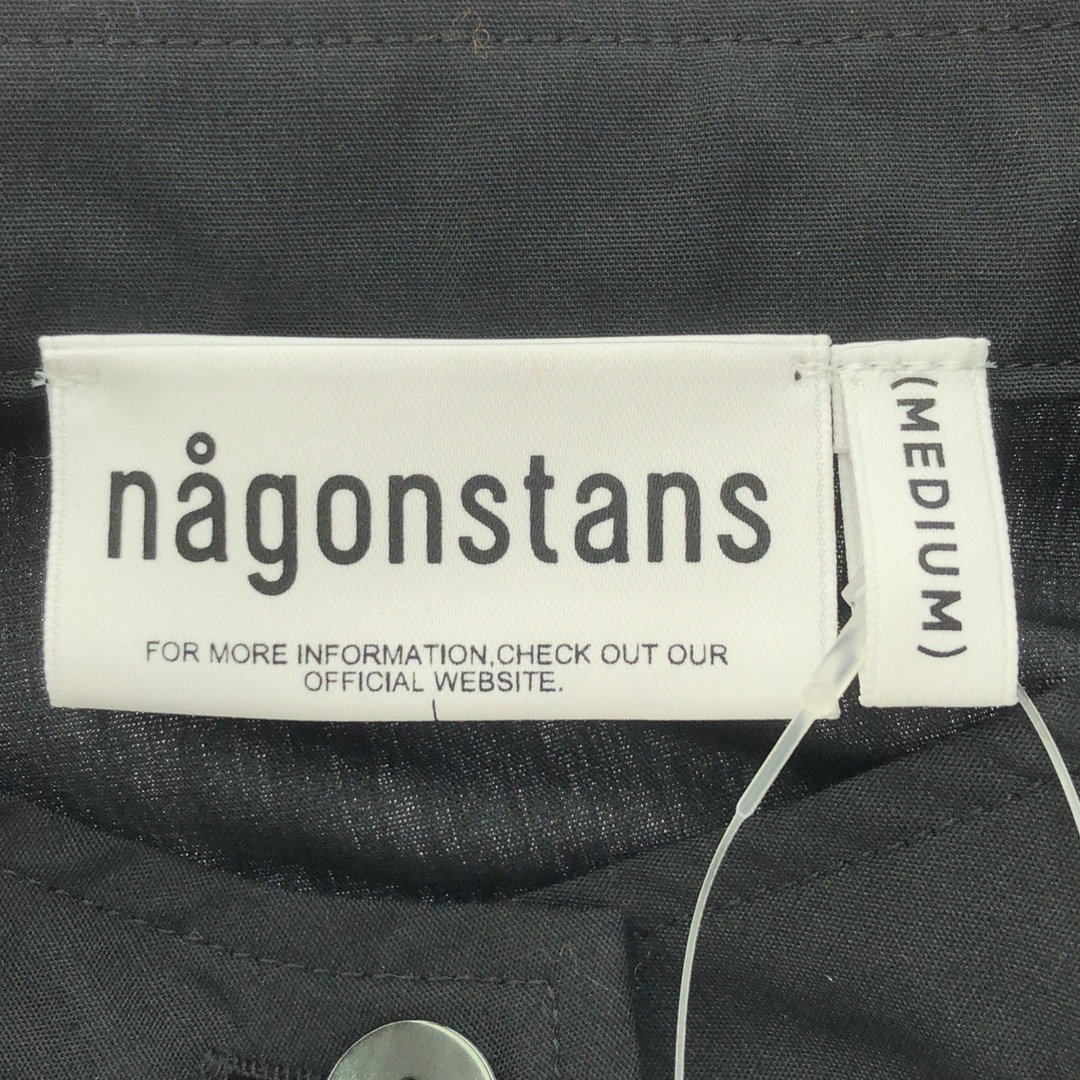 någonstans
FOR MORE INFORMATION,CHECK OUT OUR
OFFICIAL WEBSITE.
(MEDIUM)